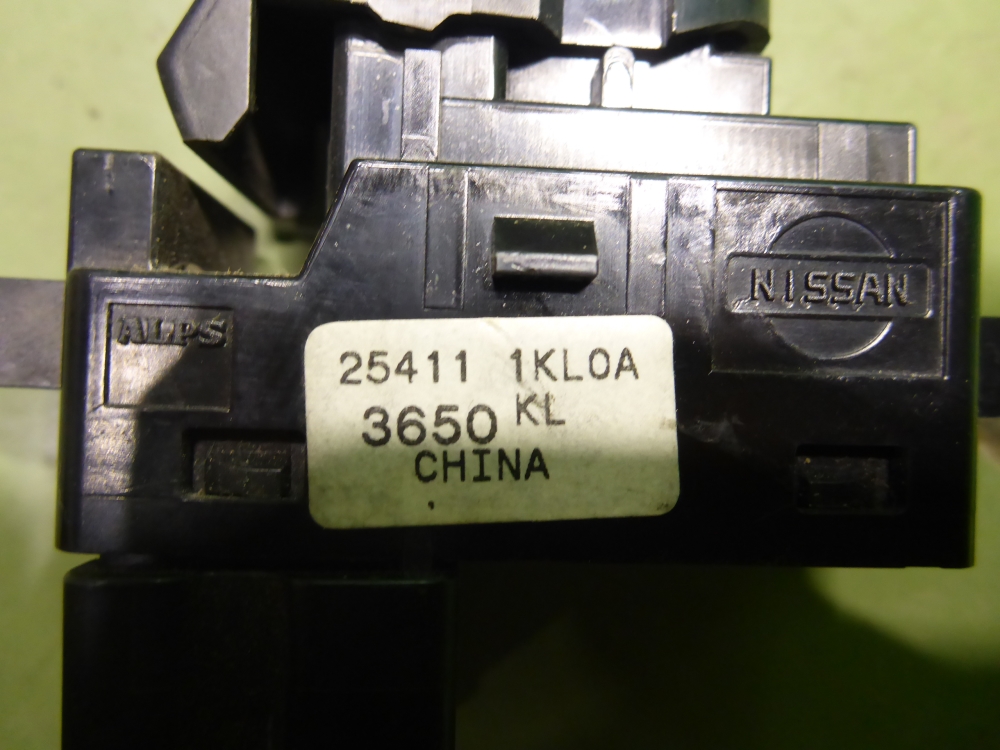 NISSAN
ALPS
25411 1KL0A
3650 KL
CHINA